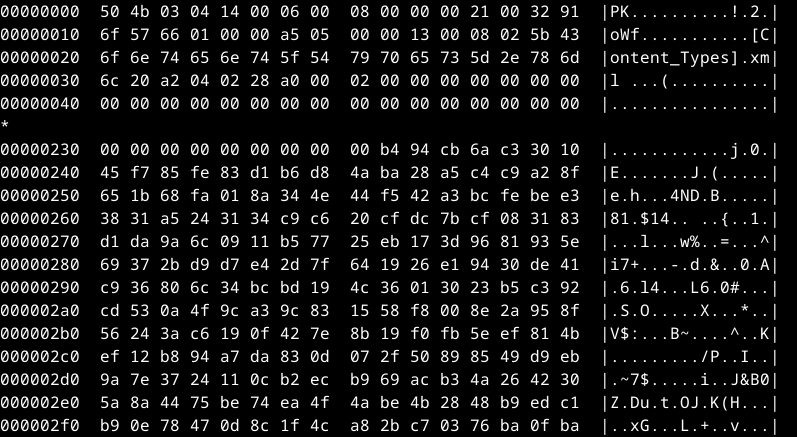 00000000  50 4b 03 04 14 00 06 00  08 00 00 00 21 00 32 91  |PK..........!.2.|
00000010  6f 57 66 01 00 00 a5 05  00 00 13 00 08 02 5b 43  |oWf...........[C|
00000020  6f 6e 74 65 6e 74 5f 54  79 70 65 73 5d 2e 78 6d  |ontent_Types].xm|
00000030  6c 20 a2 04 02 28 a0 00  02 00 00 00 00 00 00 00  |l ...(..........|
00000040  00 00 00 00 00 00 00 00  00 00 00 00 00 00 00 00  |................|
*
00000230  00 00 00 00 00 00 00 00  00 b4 94 cb 6a c3 30 10  |............j.0.|
00000240  45 f7 85 fe 83 d1 b6 d8  4a ba 28 a5 c4 c9 a2 8f  |E.......J.(.....|
00000250  65 1b 68 fa 01 8a 34 4e  44 f5 42 a3 bc fe be e3  |e.h...4ND.B.....|
00000260  38 31 a5 24 31 34 c9 c6  20 cf dc 7b cf 08 31 83  |81.$14.. ..{..1.|
00000270  d1 da 9a 6c 09 11 b5 77  25 eb 17 3d 96 81 93 5e  |...l...w%..=...^|
00000280  69 37 2b d9 d7 e4 2d 7f  64 19 26 e1 94 30 de 41  |i7+...-.d.&..0.A|
00000290  c9 36 80 6c 34 bc bd 19  4c 36 01 30 23 b5 c3 92  |.6.l4...L6.0#...|
000002a0  cd 53 0a 4f 9c a3 9c 83  15 58 f8 00 8e 2a 95 8f  |.S.O.....X...*..|
000002b0  56 24 3a c6 19 0f 42 7e  8b 19 f0 fb 5e ef 81 4b  |V$:...B~....^..K|
000002c0  ef 12 b8 94 a7 da 83 0d  07 2f 50 89 85 49 d9 eb  |........./P..I..|
000002d0  9a 7e 37 24 11 0c b2 ec  b9 69 ac b3 4a 26 42 30  |.~7$.....i..J&B0|
000002e0  5a 8a 44 75 be 74 ea 4f  4a be 4b 28 48 b9 ed c1  |Z.Du.t.OJ.K(H...|
000002f0  b9 0e 78 47 0d 8c 1f 4c  a8 2b c7 03 76 ba 0f ba  |..xG...L.+..v...|